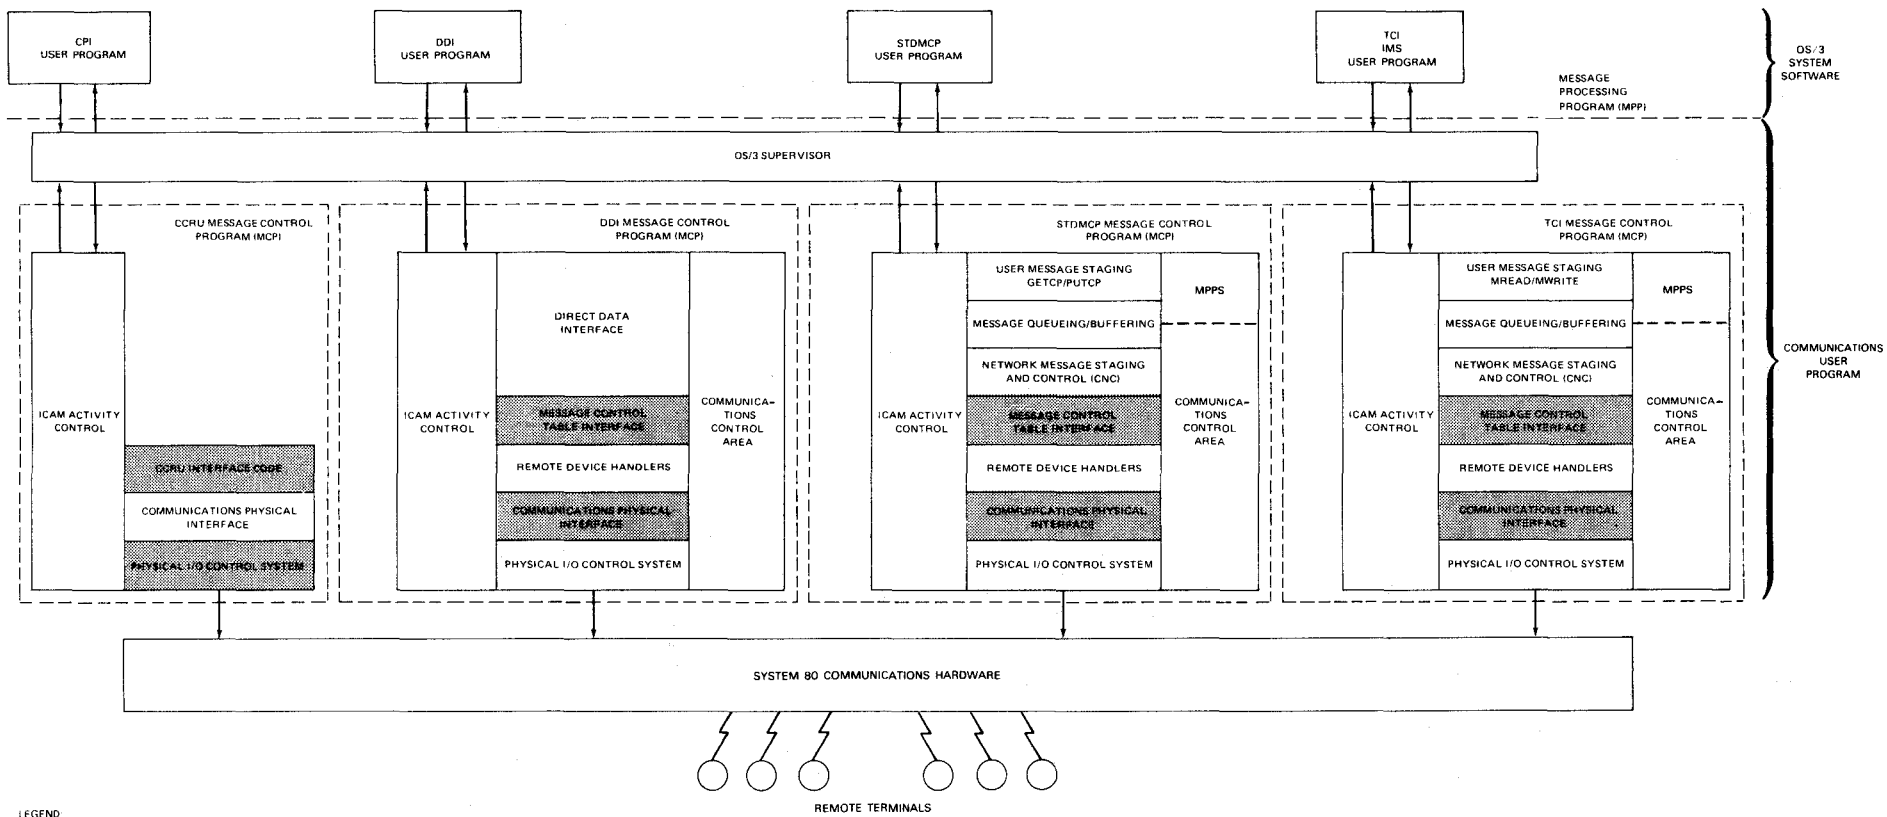 CPI
USER PROGRAM
DDI
USER PROGRAM
STDMCP
USER PROGRAM
TCI
IMS
USER PROGRAM
MESSAGE
PROCESSING
PROGRAM (MPP)
OS/3
SYSTEM
SOFTWARE
OS/3 SUPERVISOR
CCRU MESSAGE CONTROL
PROGRAM (MCP)
ICAM ACTIVITY
CONTROL
CCRU INTERFACE CODE
COMMUNICATIONS PHYSICAL
INTERFACE
PHYSICAL I/O CONTROL SYSTEM
DDI MESSAGE CONTROL
PROGRAM (MCP)
ICAM ACTIVITY
CONTROL
DIRECT DATA
INTERFACE
MESSAGE CONTROL
TABLE INTERFACE
REMOTE DEVICE HANDLERS
COMMUNICATIONS PHYSICAL
INTERFACE
PHYSICAL I/O CONTROL SYSTEM
COMMUNICA-
TIONS
CONTROL
AREA
STDMCP MESSAGE CONTROL
PROGRAM (MCP)
ICAM ACTIVITY
CONTROL
USER MESSAGE STAGING
GETCP/PUTCP
MESSAGE QUEUEING/BUFFERING
NETWORK MESSAGE STAGING
AND CONTROL (CNC)
MESSAGE CONTROL
TABLE INTERFACE
REMOTE DEVICE HANDLERS
COMMUNICATIONS PHYSICAL
INTERFACE
PHYSICAL I/O CONTROL SYSTEM
MPPS
COMMUNICA-
TIONS
CONTROL
AREA
TCI MESSAGE CONTROL
PROGRAM (MCP)
ICAM ACTIVITY
CONTROL
USER MESSAGE STAGING
MREAD/MWRITE
MESSAGE QUEUEING/BUFFERING
NETWORK MESSAGE STAGING
AND CONTROL (CNC)
MESSAGE CONTROL
TABLE INTERFACE
REMOTE DEVICE HANDLERS
COMMUNICATIONS PHYSICAL
INTERFACE
PHYSICAL I/O CONTROL SYSTEM
MPPS
COMMUNICA-
TIONS
CONTROL
AREA
COMMUNICATIONS
USER
PROGRAM
SYSTEM 80 COMMUNICATIONS HARDWARE
REMOTE TERMINALS
LEGEND: